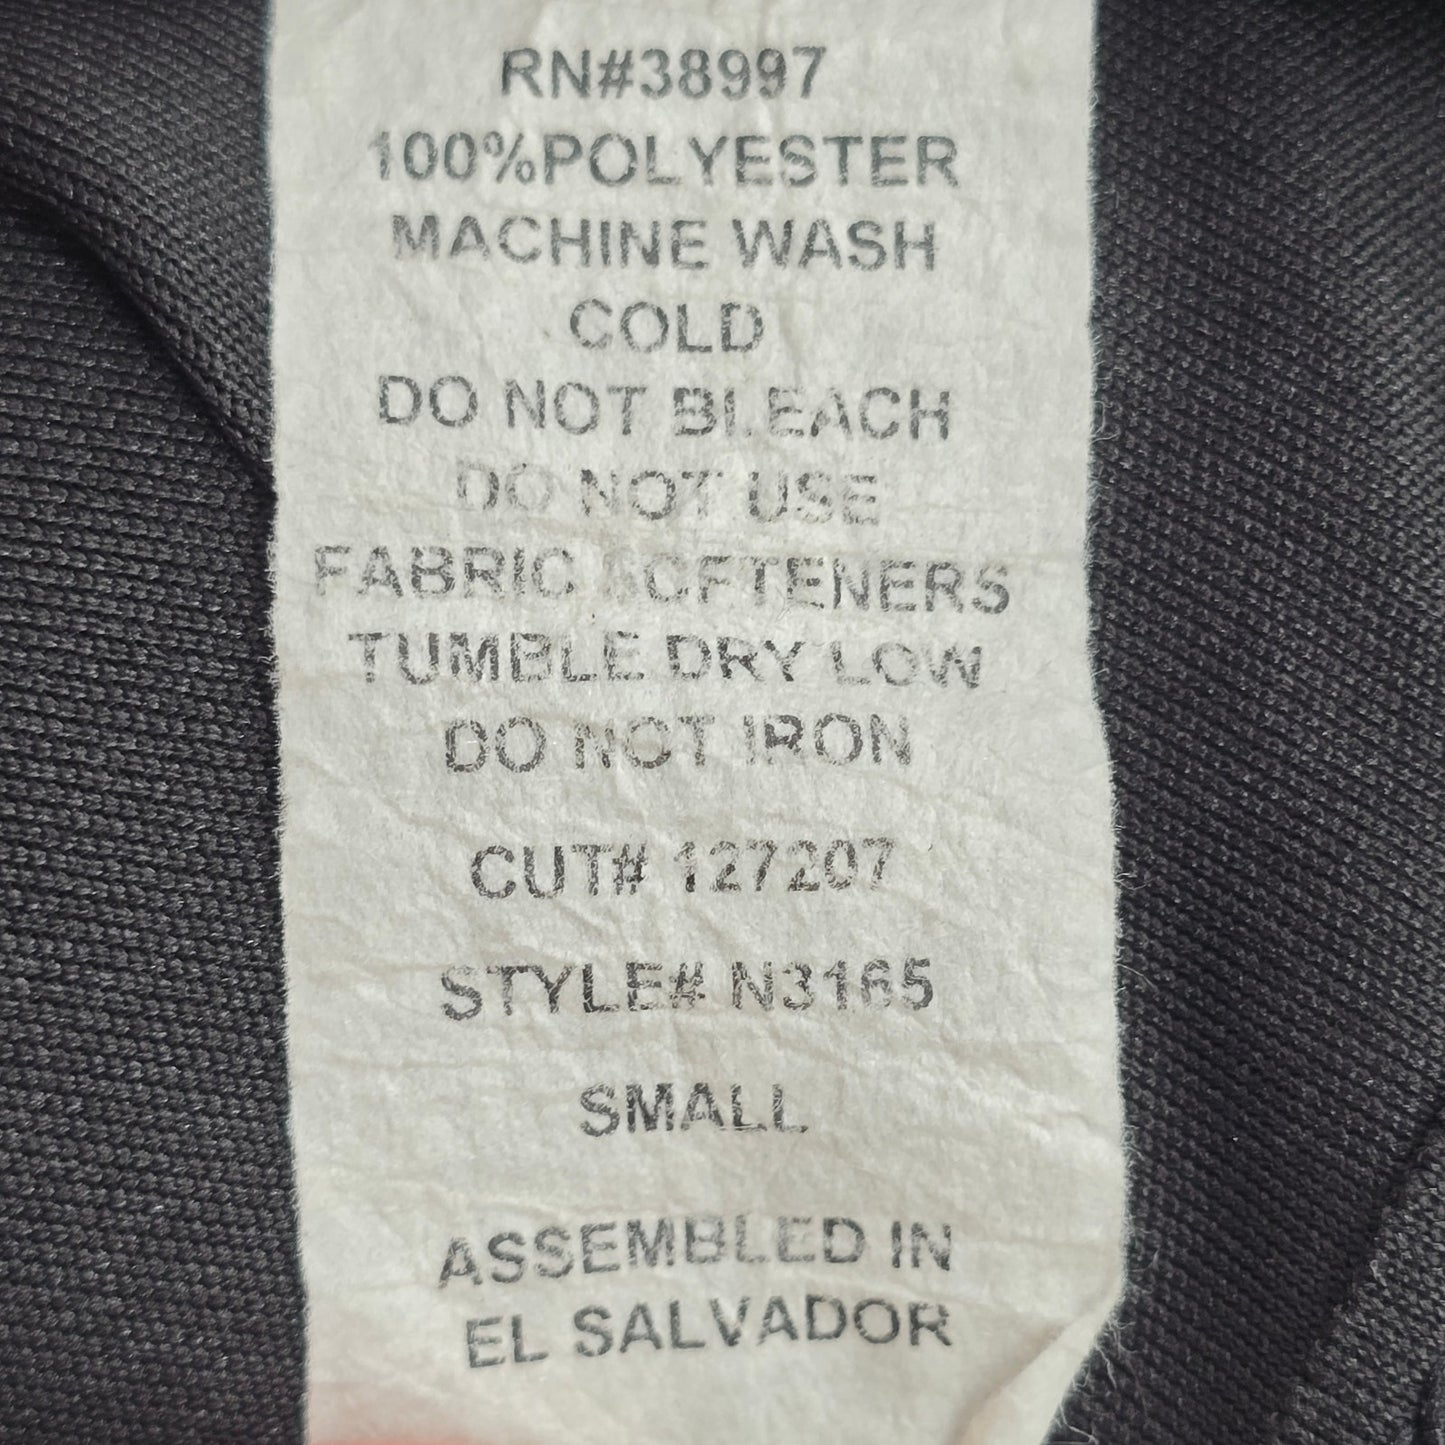 RN#38997
100%POLYESTER
MACHINE WASH
COLD
DO NOT BLEACH
DO NOT USE
FABRIC SOFTENERS
TUMBLE DRY LOW
DO NOT IRON
CUT# 127207
STYLE# N3165
SMALL
ASSEMBLED IN
EL SALVADOR